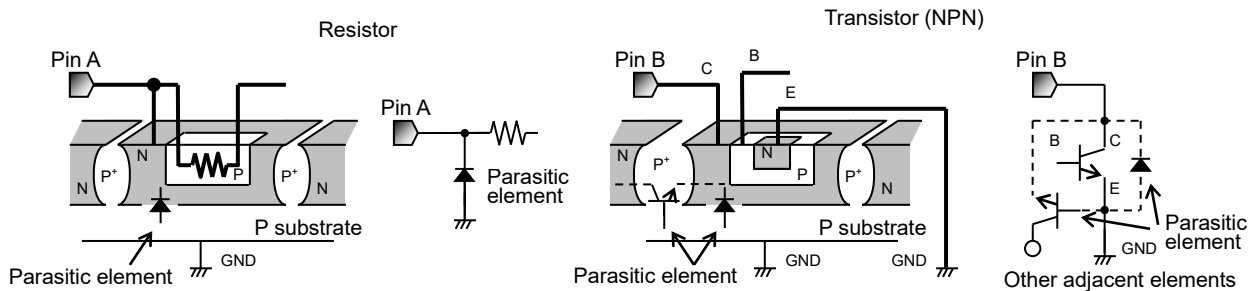 Resistor
Transistor (NPN)
Pin A
Pin B
C
B
E
Pin B
Pin A
N
P
N
P+
P+
N
Parasitic
element
N
P
N
P+
P+
N
B
C
E
Parasitic
element
P substrate
GND
Parasitic element
P substrate
GND
GND
Parasitic element
GND
Other adjacent elements